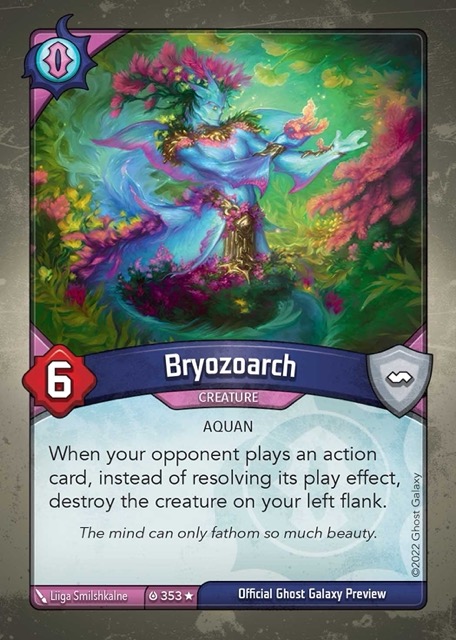 6
Bryozoarch
CREATURE
AQUAN
When your opponent plays an action
card, instead of resolving its play effect,
destroy the creature on your left flank.
The mind can only fathom so much beauty.
©2022 Ghost Galaxy
Liiga Smilshkalne
353★
Official Ghost Galaxy Preview